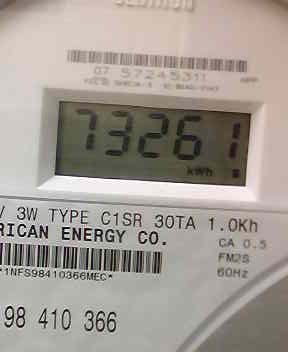 07 57245311
73261
kWh
V 3W TYPE C1SR 30TA 1.0Kh
RICAN ENERGY CO.
CA 0.5
FM2S
60Hz
*1NFS98410366MEC*
98 410 366